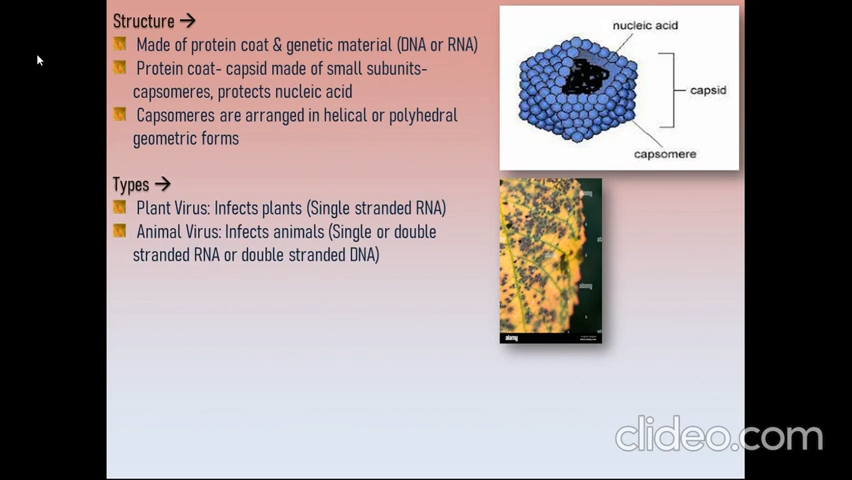 Structure →
Made of protein coat & genetic material (DNA or RNA)
Protein coat- capsid made of small subunits-
capsomeres, protects nucleic acid
Capsomeres are arranged in helical or polyhedral
geometric forms
Types →
Plant Virus: Infects plants (Single stranded RNA)
Animal Virus: Infects animals (Single or double
stranded RNA or double stranded DNA)
nucleic acid
capsid
capsomere
alamy
alamy
alamy
clideo.com